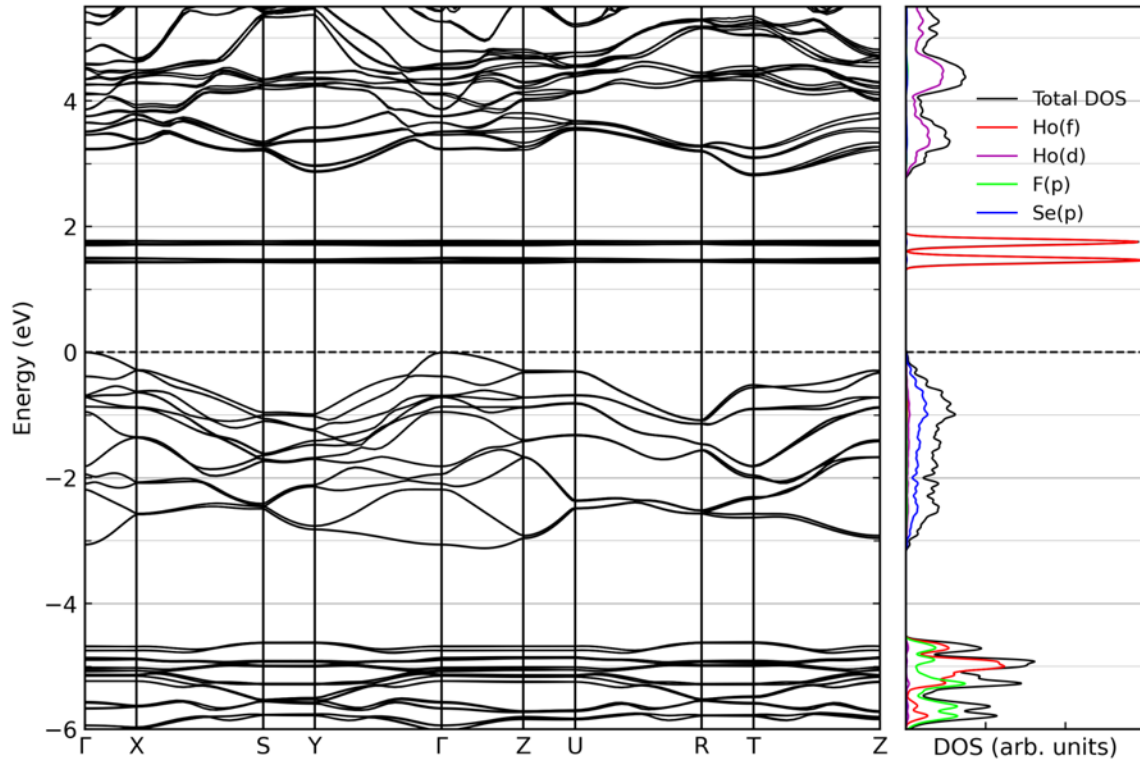 Energy (eV)
4
2
0
−2
−4
−6
Γ X S Y Γ Z U R T Z
Total DOS
Ho(f)
Ho(d)
F(p)
Se(p)
DOS (arb. units)